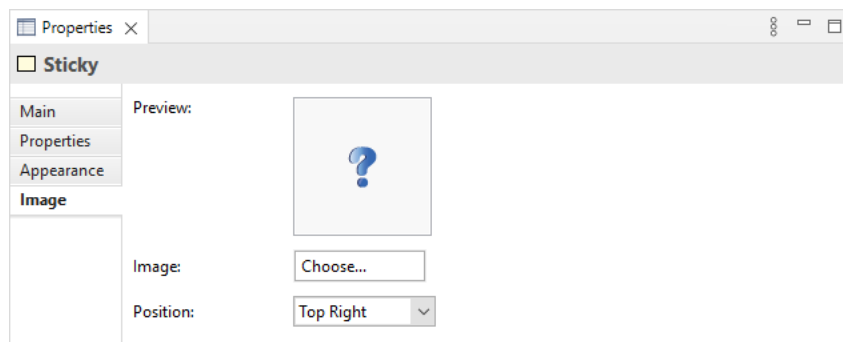 Properties
Sticky
Main
Properties
Appearance
Image
Preview:
Image:
Choose...
Position:
Top Right